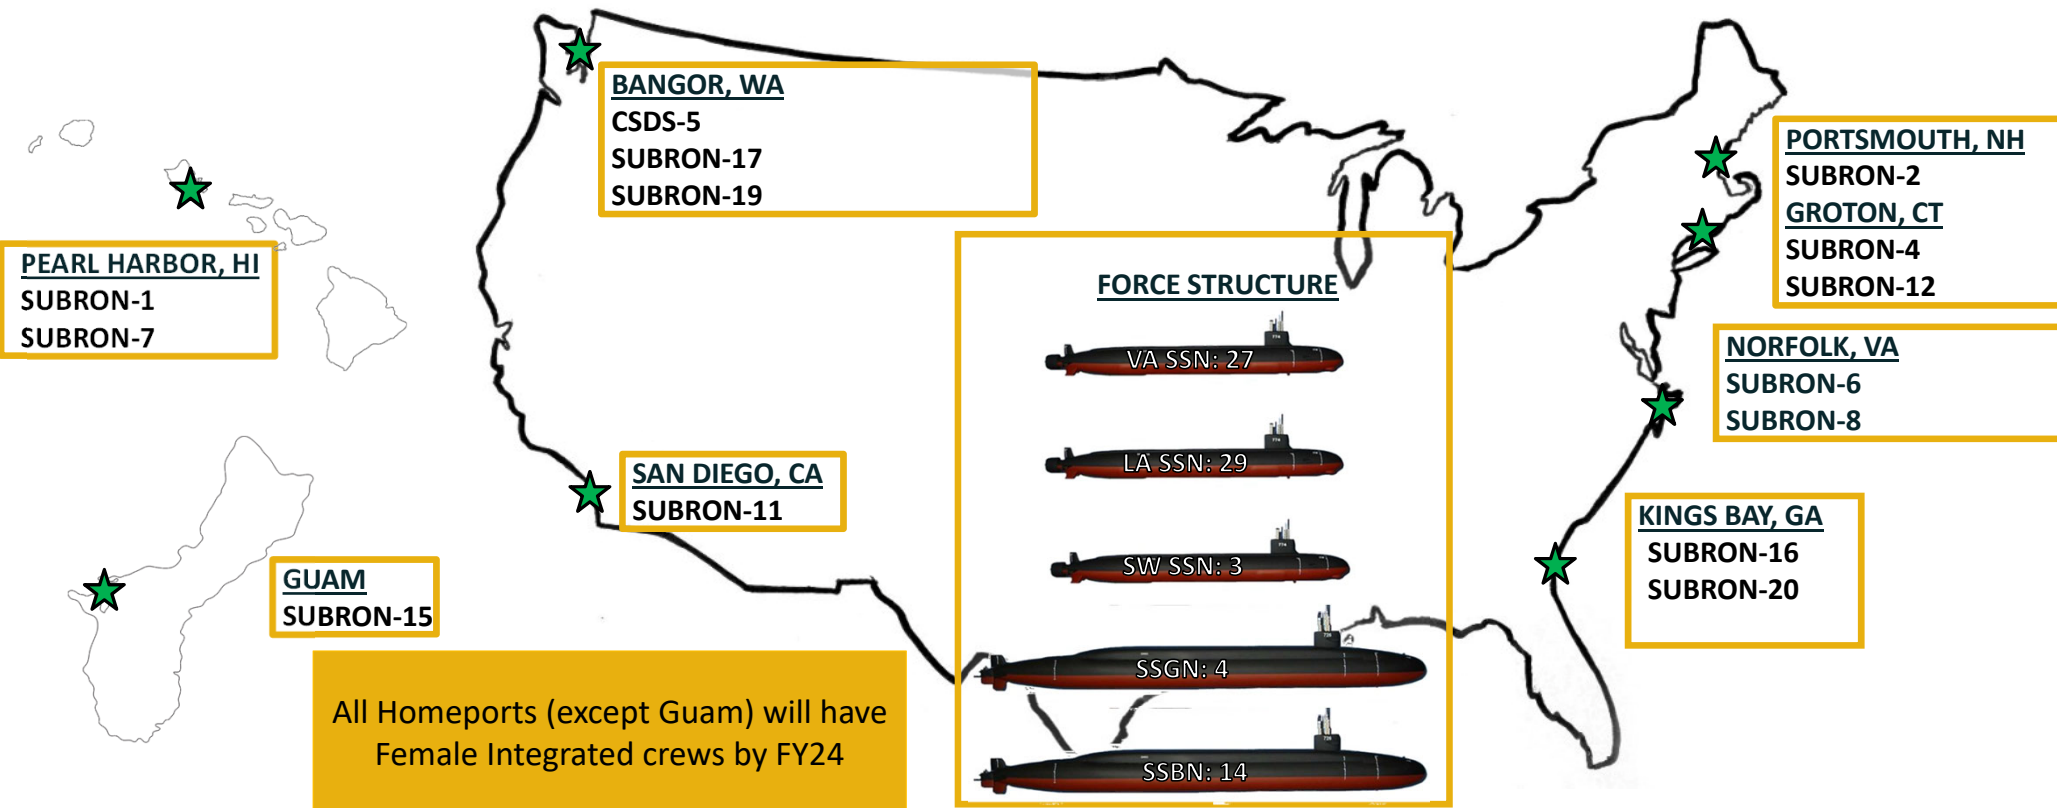 BANGOR, WA
CSDS-5
SUBRON-17
SUBRON-19
PORTSMOUTH, NH
SUBRON-2
GROTON, CT
SUBRON-4
SUBRON-12
PEARL HARBOR, HI
SUBRON-1
SUBRON-7
FORCE STRUCTURE
VA SSN: 27
LA SSN: 29
SW SSN: 3
SSGN: 4
SSBN: 14
NORFOLK, VA
SUBRON-6
SUBRON-8
SAN DIEGO, CA
SUBRON-11
KINGS BAY, GA
SUBRON-16
SUBRON-20
GUAM
SUBRON-15
All Homeports (except Guam) will have
Female Integrated crews by FY24